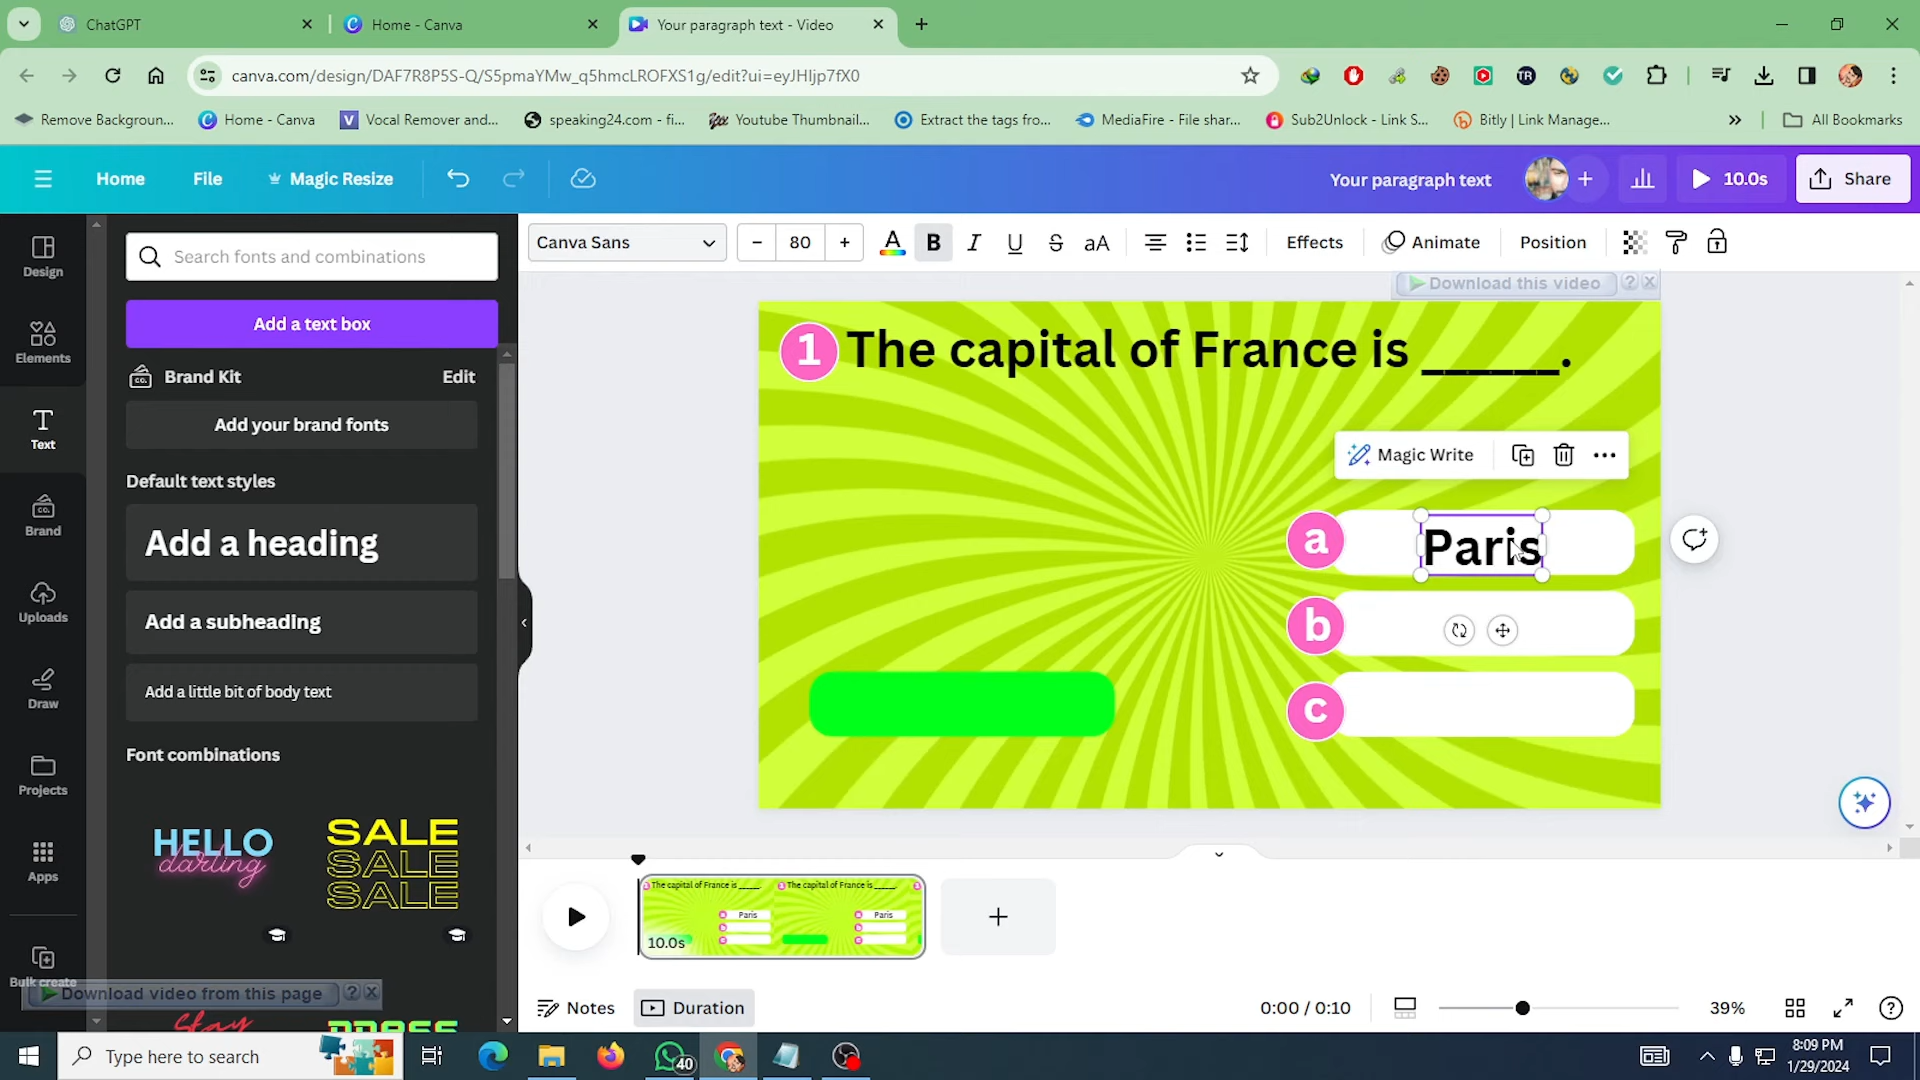 ChatGPT
Home - Canva
Your paragraph text - Video
canva.com/design/DAF7R8P5S-Q/S5pmaYMw_q5hmcLROFXS1g/edit?ui=eyJHIjp7fX0
Remove Backgroun...
Home - Canva
Vocal Remover and...
speaking24.com - fi...
Youtube Thumbnail...
Extract the tags from...
MediaFire - File shar...
Sub2Unlock - Link S...
Bitly | Link Manage...
All Bookmarks
Home
File
Magic Resize
Your paragraph text
10.0s
Share
Design
Elements
Text
Brand
Uploads
Draw
Projects
Apps
Bulk create
Search fonts and combinations
Add a text box
Brand Kit
Edit
Add your brand fonts
Default text styles
Add a heading
Add a subheading
Add a little bit of body text
Font combinations
HELLO
darling
SALE
SALE
SALE
Download video from this page
Canva Sans
80
B
aA
Effects
Animate
Position
Download this video
1 The capital of France is ______.
Magic Write
a Paris
b
c
The capital of France is _____.
The capital of France is _____.
Paris
Paris
10.0s
Notes
Duration
0:00 / 0:10
39%
Type here to search
40
8:09 PM
1/29/2024